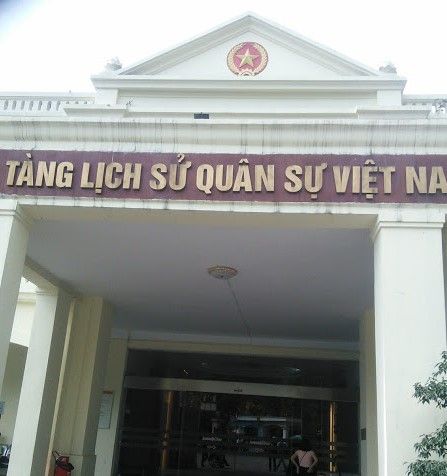 TÀNG LỊCH SỬ QUÂN SỰ VIỆT NA